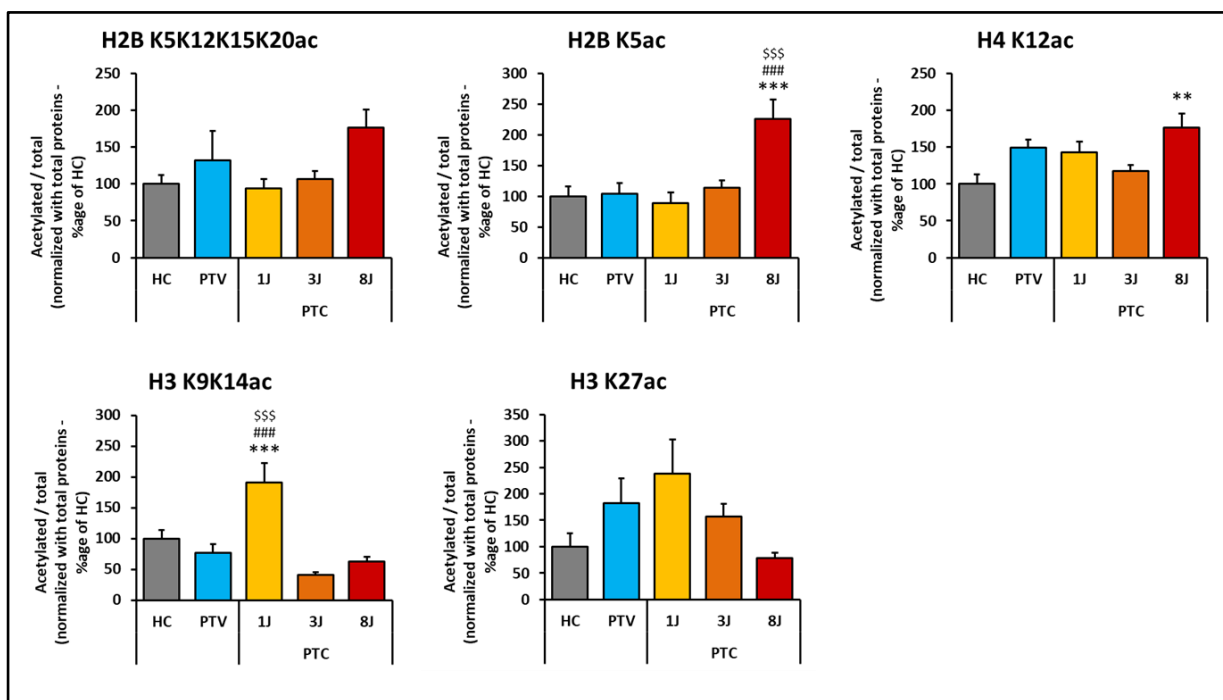 H2B K5K12K15K20ac
Acetylated / total
(normalized with total proteins -
%age of HC)
250
200
150
100
50
0
HC PTV 1J 3J 8J
PTC
H2B K5ac
Acetylated / total
(normalized with total proteins -
%age of HC)
300
250
200
150
100
50
0
$$$
###
***
HC PTV 1J 3J 8J
PTC
H4 K12ac
Acetylated / total
(normalized with total proteins -
%age of HC)
250
200
150
100
50
0
**
HC PTV 1J 3J 8J
PTC
H3 K9K14ac
Acetylated / total
(normalized with total proteins -
%age of HC)
300
250
200
150
100
50
0
$$$
###
***
HC PTV 1J 3J 8J
PTC
H3 K27ac
Acetylated / total
(normalized with total proteins -
%age of HC)
350
300
250
200
150
100
50
0
HC PTV 1J 3J 8J
PTC